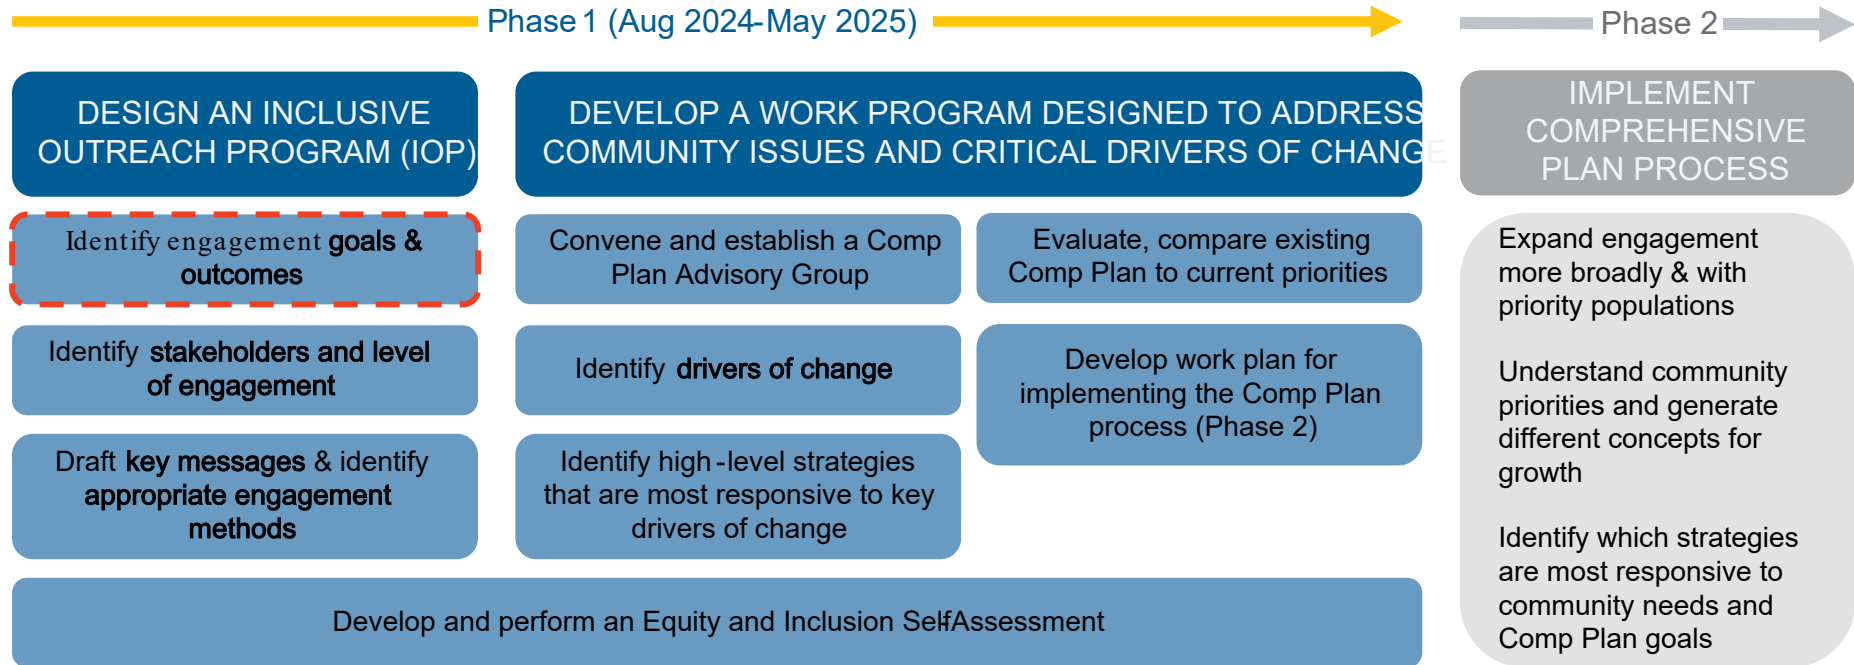 Phase 1 (Aug 2024-May 2025)
Phase 2
DESIGN AN INCLUSIVE
OUTREACH PROGRAM (IOP)
DEVELOP A WORK PROGRAM DESIGNED TO ADDRESS
COMMUNITY ISSUES AND CRITICAL DRIVERS OF CHANGE
IMPLEMENT
COMPREHENSIVE
PLAN PROCESS
Identify engagement goals &
outcomes
Identify stakeholders and level
of engagement
Draft key messages & identify
appropriate engagement
methods
Convene and establish a Comp
Plan Advisory Group
Identify drivers of change
Identify high-level strategies
that are most responsive to key
drivers of change
Evaluate, compare existing
Comp Plan to current priorities
Develop work plan for
implementing the Comp Plan
process (Phase 2)
Develop and perform an Equity and Inclusion Self-Assessment
Expand engagement
more broadly & with
priority populations
Understand community
priorities and generate
different concepts for
growth
Identify which strategies
are most responsive to
community needs and
Comp Plan goals